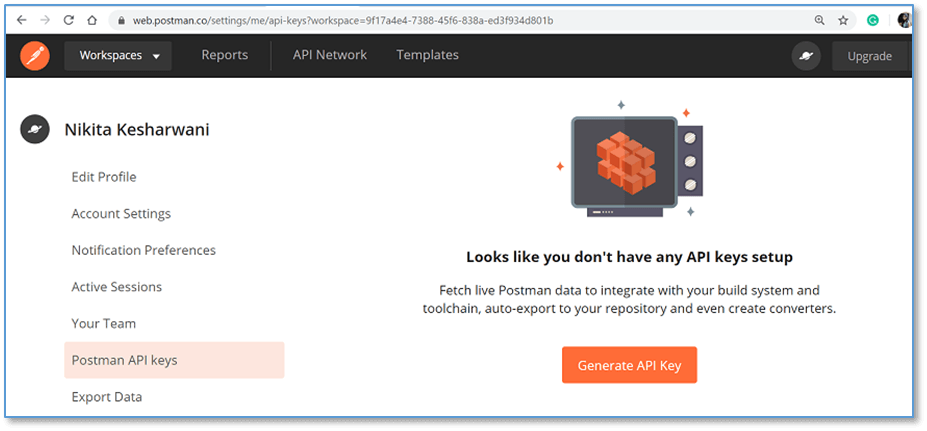 web.postman.co/settings/me/api-keys?workspace=9f17a4e4-7388-45f6-838a-ed3f934d801b
Workspaces Reports API Network Templates Upgrade
Nikita Kesharwani
Edit Profile
Account Settings
Notification Preferences
Active Sessions
Your Team
Postman API keys
Export Data
Looks like you don't have any API keys setup
Fetch live Postman data to integrate with your build system and
toolchain, auto-export to your repository and even create converters.
Generate API Key